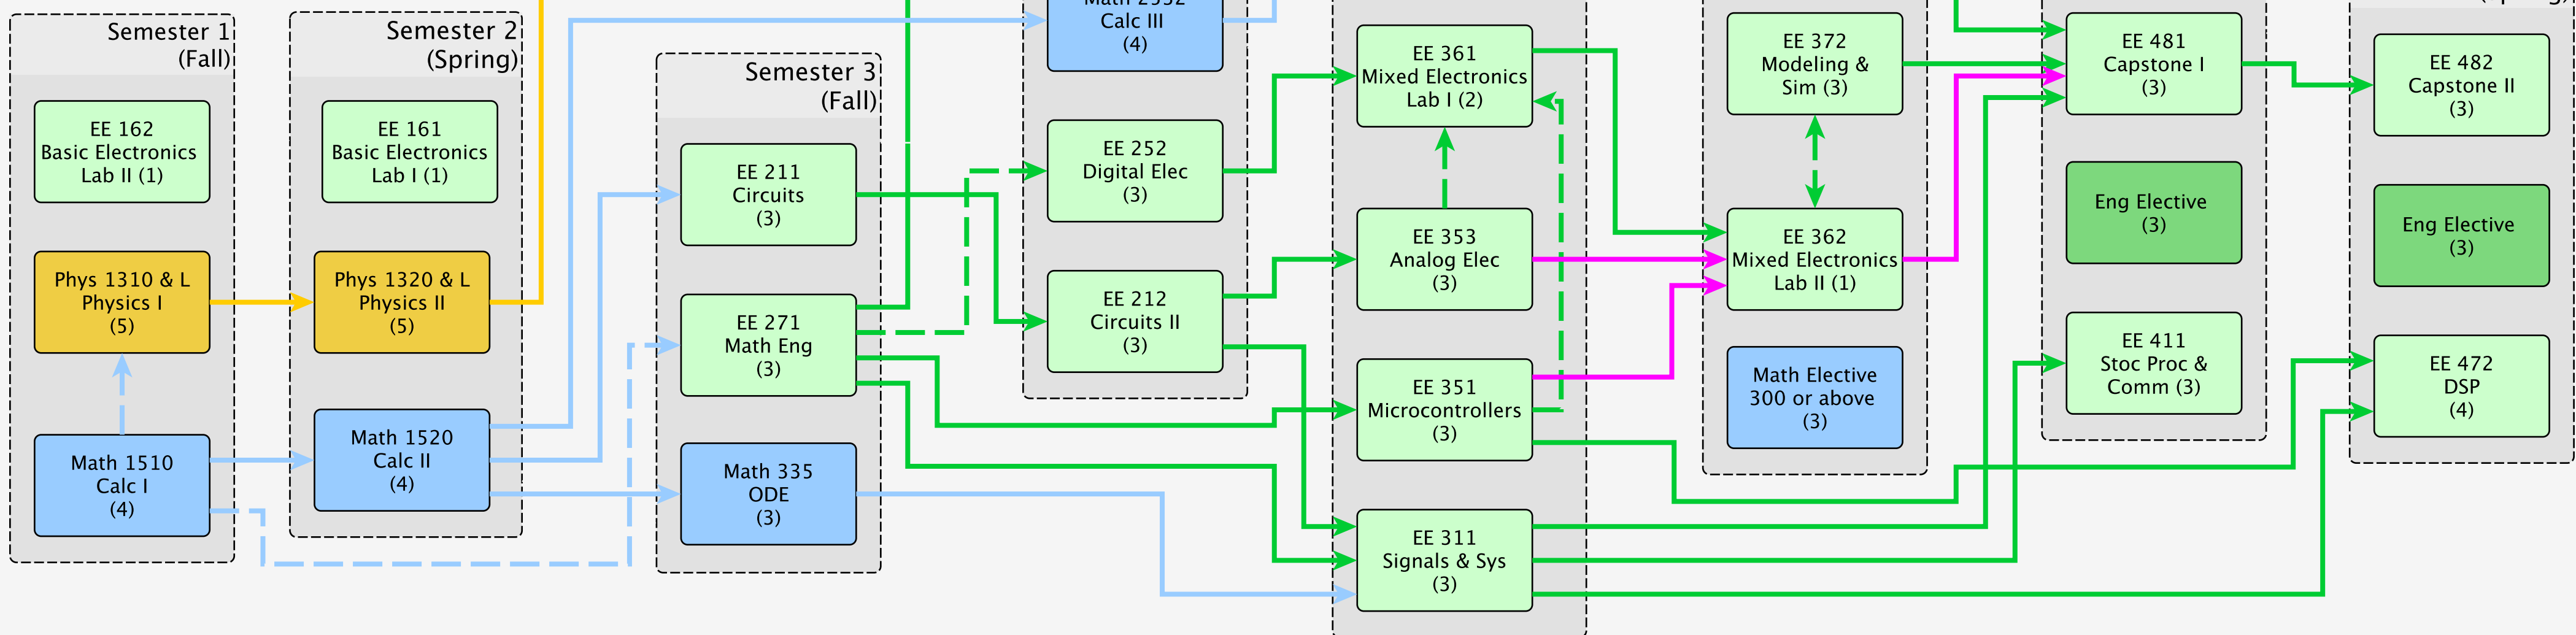 Semester 1
(Fall)
EE 162
Basic Electronics
Lab II (1)
Phys 1310 & L
Physics I
(5)
Math 1510
Calc I
(4)
Semester 2
(Spring)
EE 161
Basic Electronics
Lab I (1)
Phys 1320 & L
Physics II
(5)
Math 1520
Calc II
(4)
Semester 3
(Fall)
EE 211
Circuits
(3)
EE 271
Math Eng
(3)
Math 335
ODE
(3)
Calc III
(4)
EE 252
Digital Elec
(3)
EE 212
Circuits II
(3)
EE 361
Mixed Electronics
Lab I (2)
EE 353
Analog Elec
(3)
EE 351
Microcontrollers
(3)
EE 311
Signals & Sys
(3)
EE 372
Modeling &
Sim (3)
EE 362
Mixed Electronics
Lab II (1)
Math Elective
300 or above
(3)
EE 481
Capstone I
(3)
Eng Elective
(3)
EE 411
Stoc Proc &
Comm (3)
EE 482
Capstone II
(3)
Eng Elective
(3)
EE 472
DSP
(4)